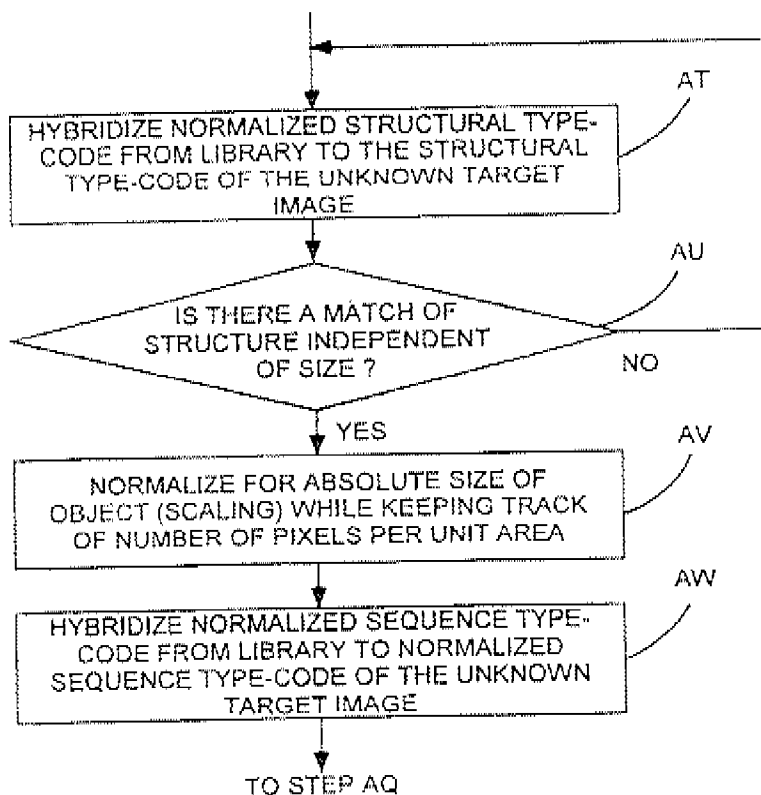 AT
HYBRIDIZE NORMALIZED STRUCTURAL TYPE-
CODE FROM LIBRARY TO THE STRUCTURAL
TYPE-CODE OF THE UNKNOWN TARGET
IMAGE
AU
IS THERE A MATCH OF
STRUCTURE INDEPENDENT
OF SIZE ?
NO
YES
AV
NORMALIZE FOR ABSOLUTE SIZE OF
OBJECT (SCALING) WHILE KEEPING TRACK
OF NUMBER OF PIXELS PER UNIT AREA
AW
HYBRIDIZE NORMALIZED SEQUENCE TYPE-
CODE FROM LIBRARY TO NORMALIZED
SEQUENCE TYPE-CODE OF THE UNKNOWN
TARGET IMAGE
TO STEP AQ